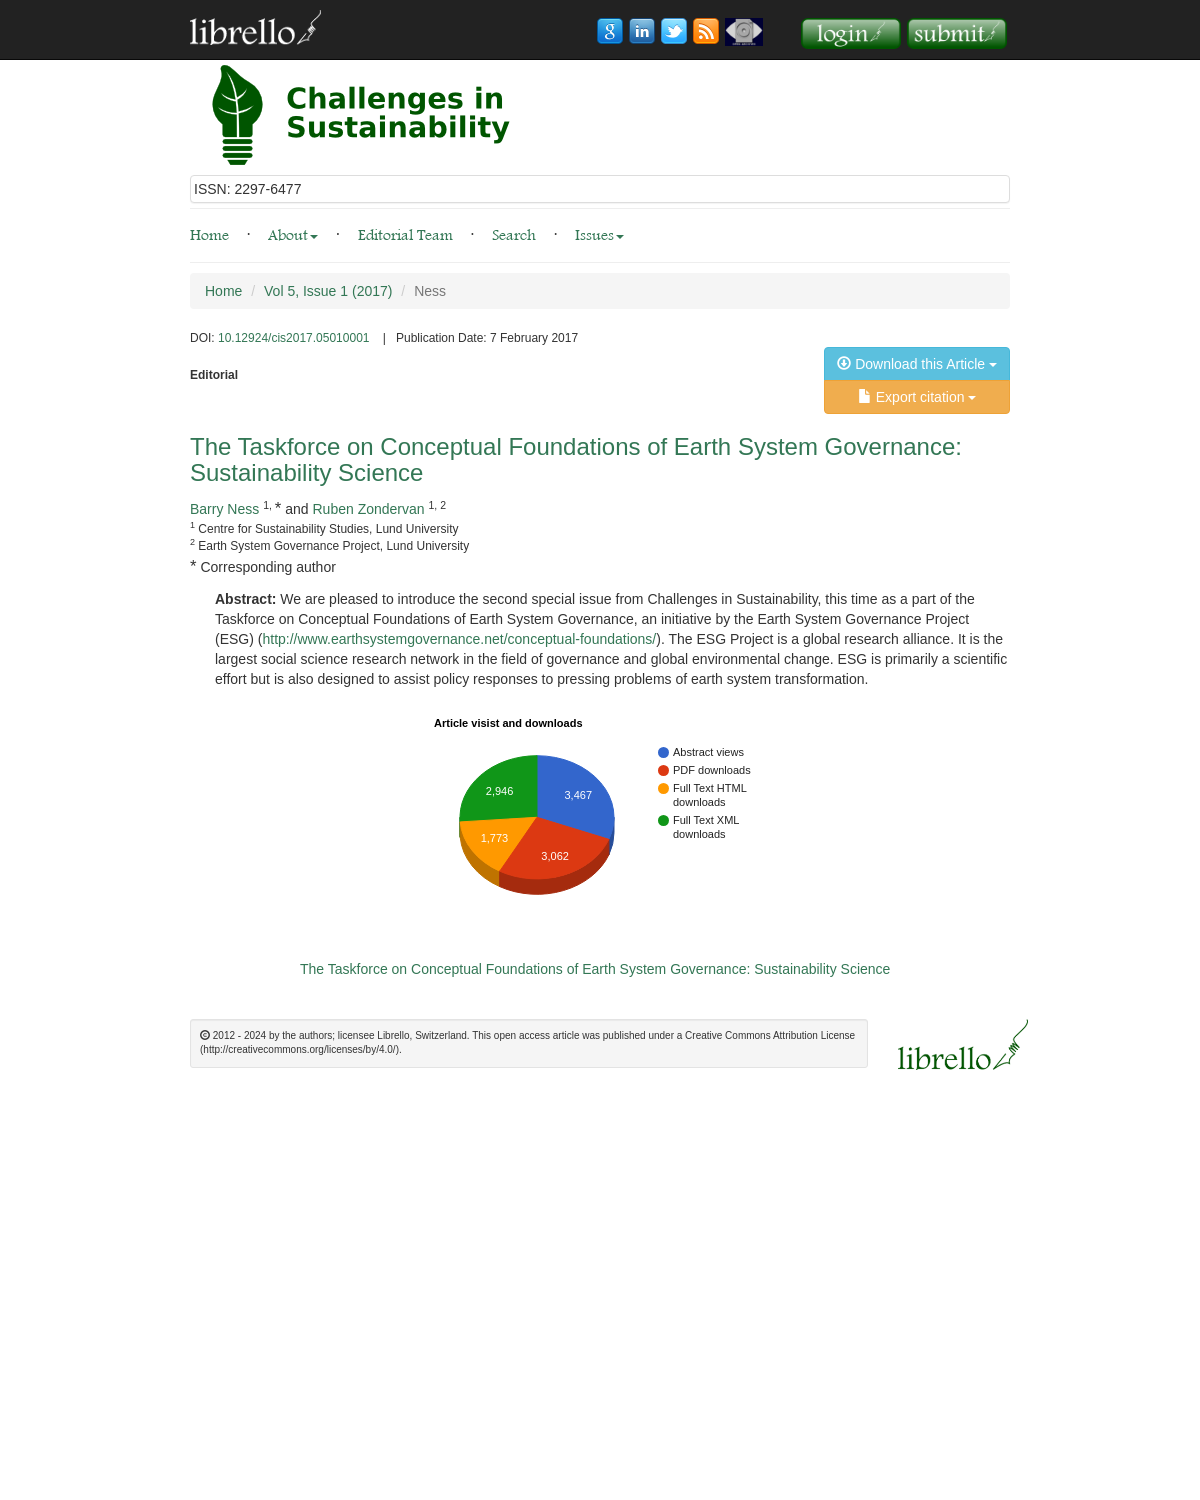 librello
login
submit
Challenges in
Sustainability
ISSN: 2297-6477
Home · About · Editorial Team · Search · Issues
Home / Vol 5, Issue 1 (2017) / Ness
DOI: 10.12924/cis2017.05010001 | Publication Date: 7 February 2017
Editorial
Download this Article
Export citation
The Taskforce on Conceptual Foundations of Earth System Governance:
Sustainability Science
Barry Ness 1, * and Ruben Zondervan 1, 2
1 Centre for Sustainability Studies, Lund University
2 Earth System Governance Project, Lund University
* Corresponding author
Abstract: We are pleased to introduce the second special issue from Challenges in Sustainability, this time as a part of the
Taskforce on Conceptual Foundations of Earth System Governance, an initiative by the Earth System Governance Project
(ESG) (http://www.earthsystemgovernance.net/conceptual-foundations/). The ESG Project is a global research alliance. It is the
largest social science research network in the field of governance and global environmental change. ESG is primarily a scientific
effort but is also designed to assist policy responses to pressing problems of earth system transformation.
Article visist and downloads
Abstract views
PDF downloads
Full Text HTML
downloads
Full Text XML
downloads
2,946
3,467
1,773
3,062
The Taskforce on Conceptual Foundations of Earth System Governance: Sustainability Science
© 2012 - 2024 by the authors; licensee Librello, Switzerland. This open access article was published under a Creative Commons Attribution License
(http://creativecommons.org/licenses/by/4.0/).
librello